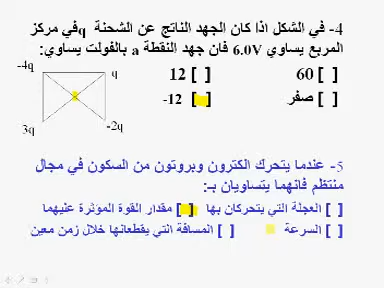 4- في الشكل اذا كان الجهد الناتج عن الشحنة q في مركز
المربع يساوي 6.0V فان جهد النقطة a بالفولت يساوي:
[ ] 60 [ ] 12
[ ] صفر [ ] -12
-4q q
3q -2q
5- عندما يتحرك الكترون وبروتون من السكون في مجال
منتظم فانهما يتساويان بـ:
[ ] العجلة التي يتحركان بها [ ] مقدار القوة المؤثرة عليهما
[ ] السرعة [ ] المسافة التي يقطعانها خلال زمن معين